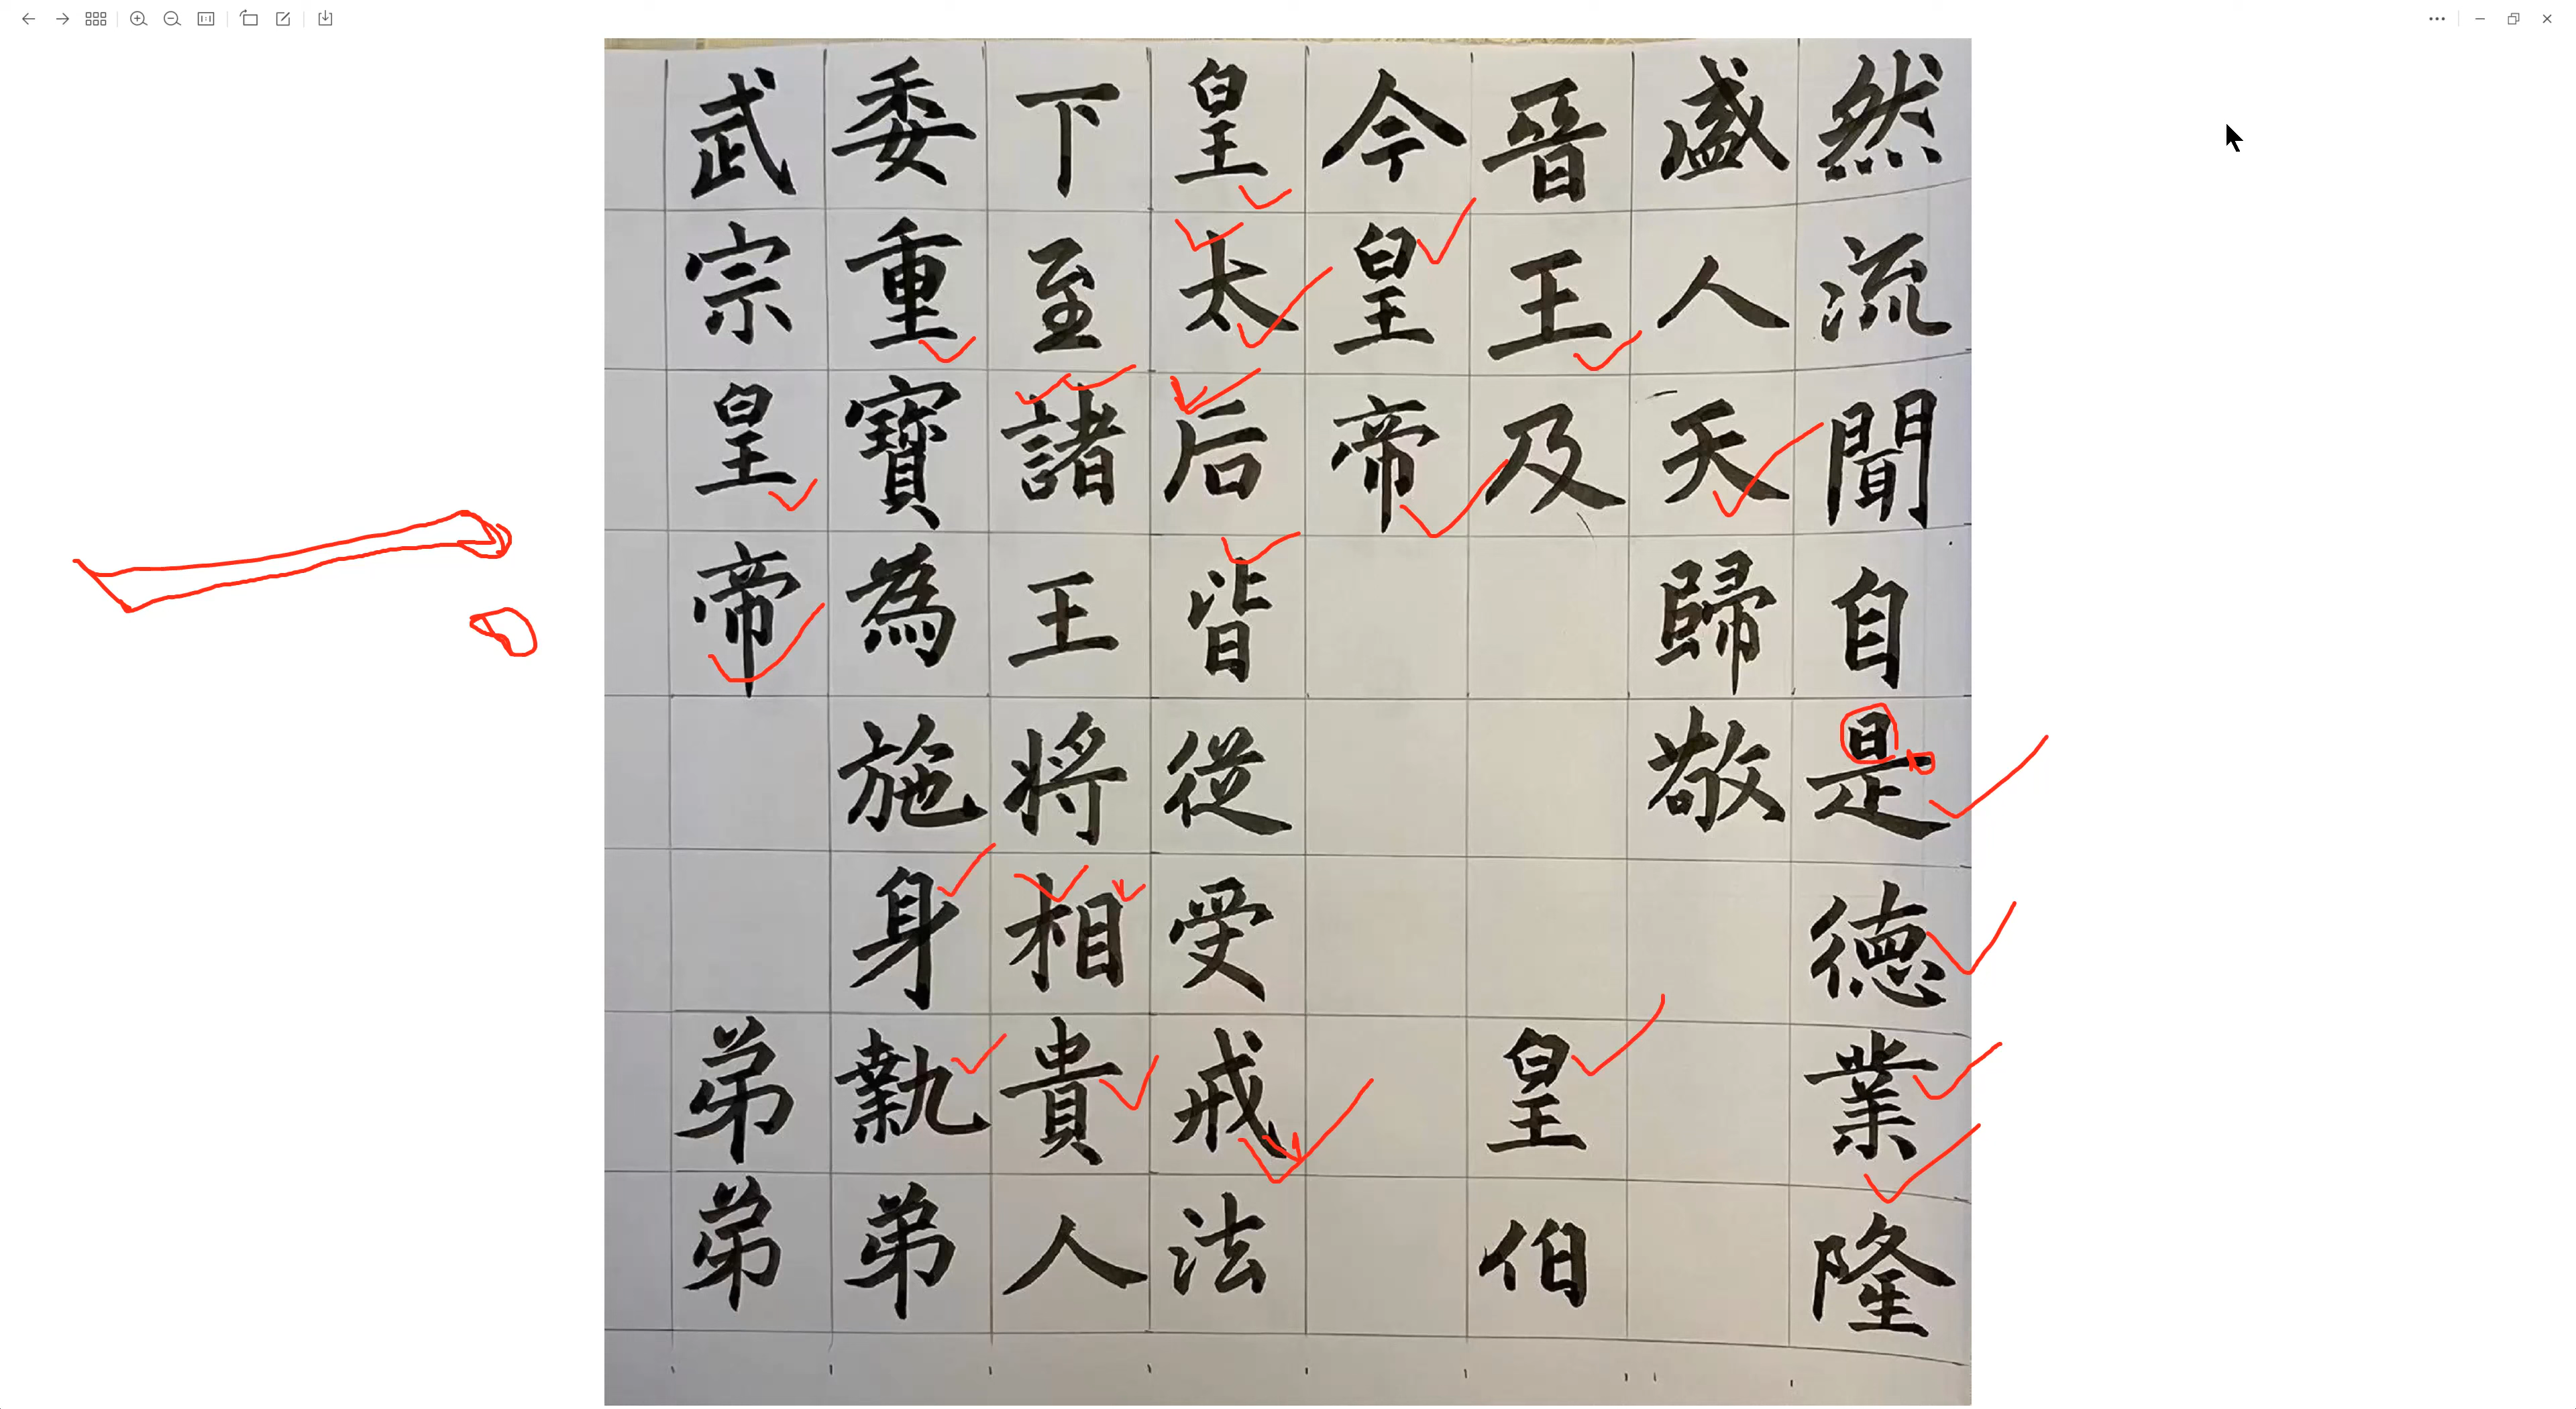 然流聞自是德業隆
盛人天歸敬
晉王及皇伯
今皇帝
皇太后皆從受戒法
下至諸王將相貴人
委重寶為施身執弟
武宗皇帝弟弟